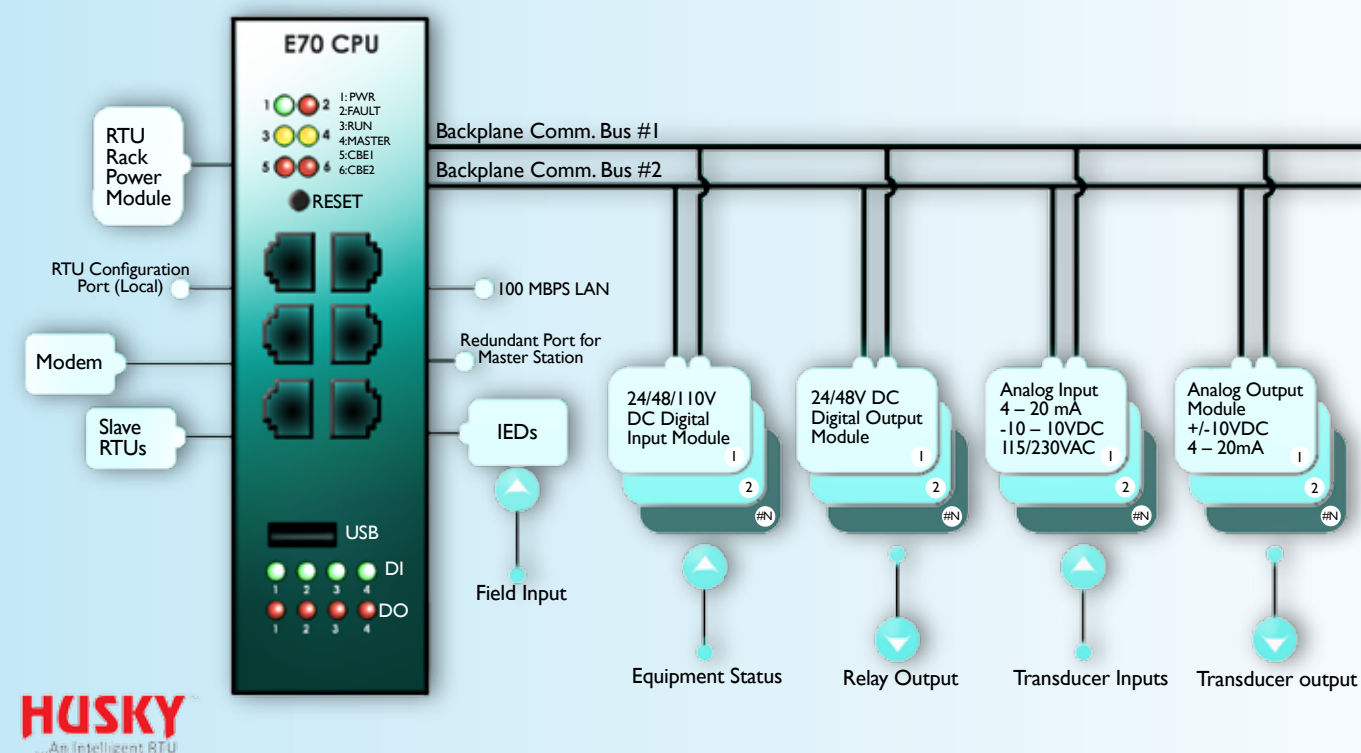 E70 CPU
1 2
3 4
5 6
1: PWR
2:FAULT
3:RUN
4:MASTER
5:CBE1
6:CBE2
RESET
RTU
Rack
Power
Module
RTU Configuration
Port (Local)
Modem
Slave
RTUs
Backplane Comm. Bus #1
Backplane Comm. Bus #2
100 MBPS LAN
Redundant Port for
Master Station
IEDs
Field Input
USB
DI
1 2 3 4
DO
1 2 3 4
24/48/110V
DC Digital
Input Module
1
2
#N
Equipment Status
24/48V DC
Digital Output
Module
1
2
#N
Relay Output
Analog Input
4 – 20 mA
-10 – 10VDC
115/230VAC
1
2
#N
Transducer Inputs
Analog Output
Module
+/-10VDC
4 – 20mA
1
2
#N
Transducer output
HUSKY
...An Intelligent RTU